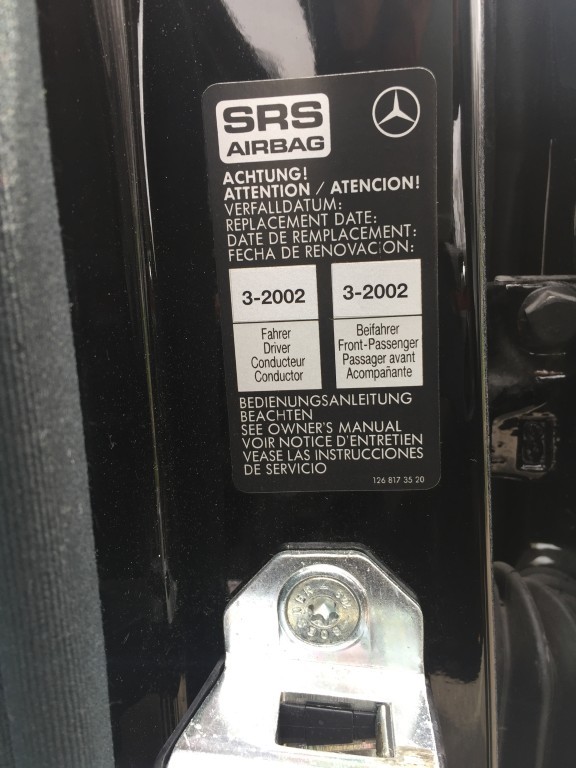 SRS
AIRBAG
ACHTUNG!
ATTENTION / ATENCION!
VERFALLDATUM:
REPLACEMENT DATE:
DATE DE REMPLACEMENT:
FECHA DE RENOVACION:
3-2002
3-2002
Fahrer
Driver
Conducteur
Conductor
Beifahrer
Front-Passenger
Passager avant
Acompañante
BEDIENUNGSANLEITUNG
BEACHTEN
SEE OWNER'S MANUAL
VOIR NOTICE D'ENTRETIEN
VEASE LAS INSTRUCCIONES
DE SERVICIO
126 817 35 20